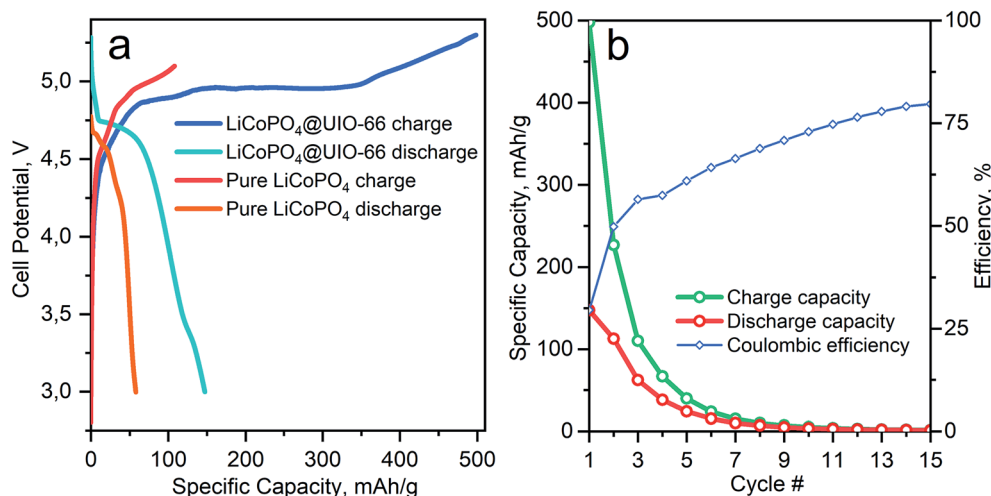 a
Cell Potential, V
5.0
4.5
4.0
3.5
3.0
0
100
200
300
400
500
Specific Capacity, mAh/g
LiCoPO₄@UIO-66 charge
LiCoPO₄@UIO-66 discharge
Pure LiCoPO₄ charge
Pure LiCoPO₄ discharge
b
Specific Capacity, mAh/g
500
400
300
250
200
150
100
50
0
100
75
50
25
0
Efficiency, %
1
3
5
7
9
11
13
15
Cycle #
Charge capacity
Discharge capacity
Coulombic efficiency